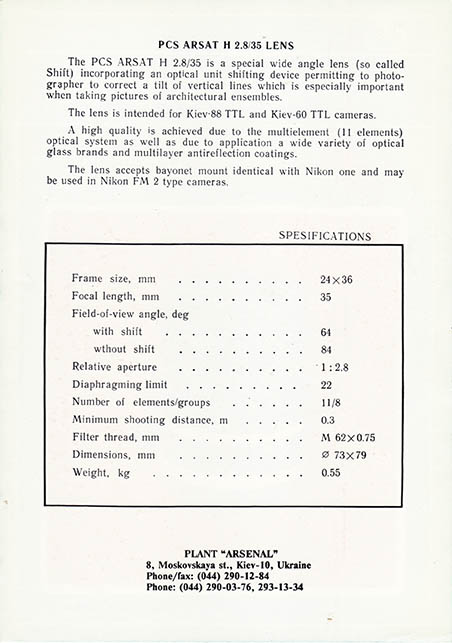 PCS ARSAT H 2.8/35 LENS
The PCS ARSAT H 2.8/35 is a special wide angle lens (so called
Shift) incorporating an optical unit shifting device permitting to photo-
grapher to correct a tilt of vertical lines which is especially important
when taking pictures of architectural ensembles.
The lens is intended for Kiev-88 TTL and Kiev-60 TTL cameras.
A high quality is achieved due to the multielement (11 elements)
optical system as well as due to application a wide variety of optical
glass brands and multilayer antireflection coatings.
The lens accepts bayonet mount identical with Nikon one and may
be used in Nikon FM 2 type cameras.
SPESIFICATIONS
Frame size, mm . . . . . . . . . . 24×36
Focal length, mm . . . . . . . . . . 35
Field-of-view angle, deg
with shift . . . . . . . . . . . 64
wthout shift . . . . . . . . . . 84
Relative aperture . . . . . . . . . . 1 : 2.8
Diaphragming limit . . . . . . . . . 22
Number of elements/groups . . . . . . 11/8
Minimum shooting distance, m . . . . . 0.3
Filter thread, mm . . . . . . . . . . M 62×0.75
Dimensions, mm . . . . . . . . . . ∅ 73×79
Weight, kg . . . . . . . . . . . . 0.55
PLANT “ARSENAL”
8, Moskovskaya st., Kiev-10, Ukraine
Phone/fax: (044) 290-12-84
Phone: (044) 290-03-76, 293-13-34